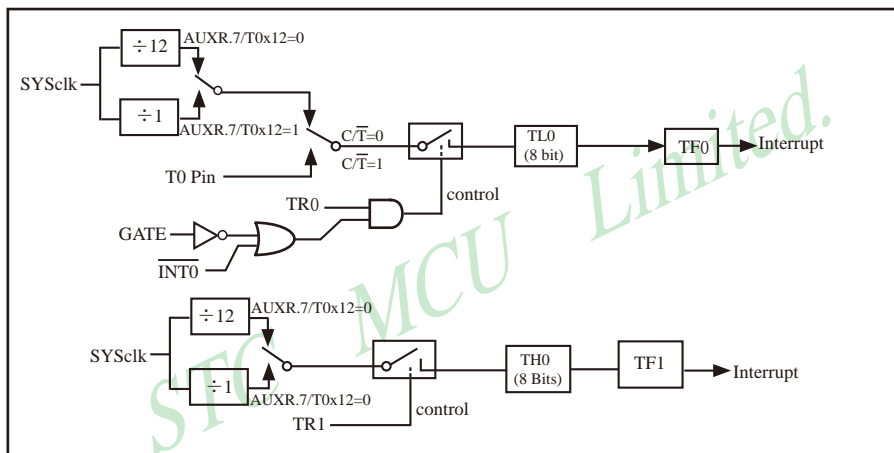 ÷12
AUXR.7/T0x12=0
SYSclk
÷1
AUXR.7/T0x12=1
C/T̅=0
C/T̅=1
T0 Pin
TL0
(8 bit)
TF0
Interrupt
control
TR0
GATE
I̅N̅T̅0̅
÷12
AUXR.7/T0x12=0
SYSclk
÷1
AUXR.7/T0x12=0
TH0
(8 Bits)
TF1
Interrupt
control
TR1
STC MCU Limited.